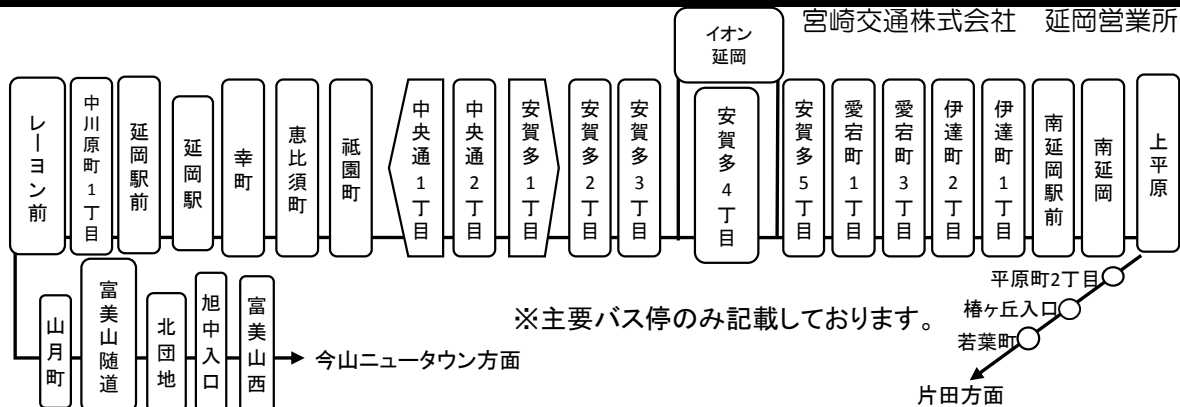 宮崎交通株式会社 延岡営業所
イオン
延岡
レーヨン前
中川原町1丁目
延岡駅前
延岡駅
幸町
恵比須町
祇園町
中央通1丁目
中央通2丁目
安賀多1丁目
安賀多2丁目
安賀多3丁目
安賀多4丁目
安賀多5丁目
愛宕町1丁目
愛宕町3丁目
伊達町2丁目
伊達町1丁目
南延岡駅前
南延岡
上平原
平原町2丁目
椿ヶ丘入口
若葉町
片田方面
山月町
富美山随道
北団地
旭中入口
富美山西
今山ニュータウン方面
※主要バス停のみ記載しております。